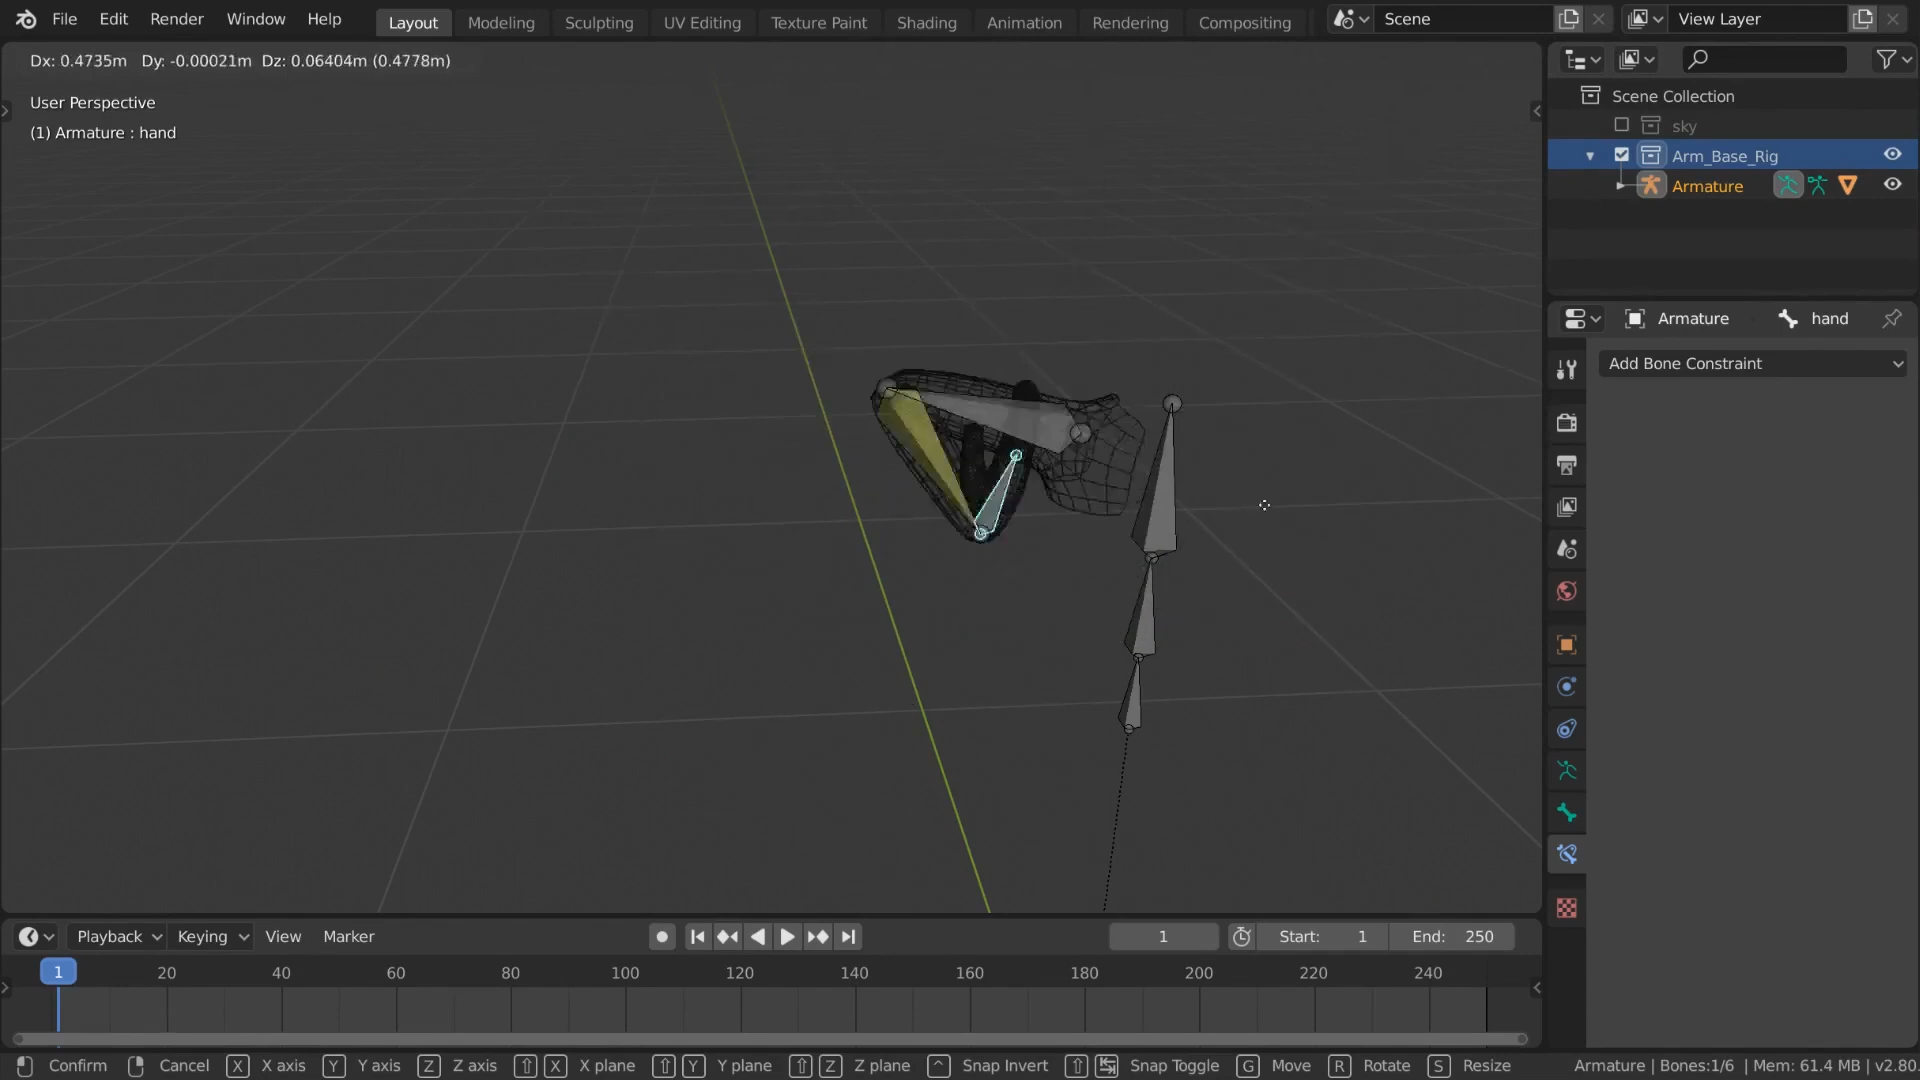 File Edit Render Window Help Layout Modeling Sculpting UV Editing Texture Paint Shading Animation Rendering Compositing Scene View Layer
Dx: 0.4735m Dy: -0.00021m Dz: 0.06404m (0.4778m)
User Perspective
(1) Armature : hand
Scene Collection
sky
Arm_Base_Rig
Armature
Armature hand
Add Bone Constraint
Playback Keying View Marker 1 Start: 1 End: 250
1 20 40 60 80 100 120 140 160 180 200 220 240
Confirm Cancel X X axis Y Y axis Z Z axis X X plane Y Y plane Z Z plane Snap Invert Snap Toggle G Move R Rotate S Resize Armature | Bones:1/6 | Mem: 61.4 MB | v2.80.